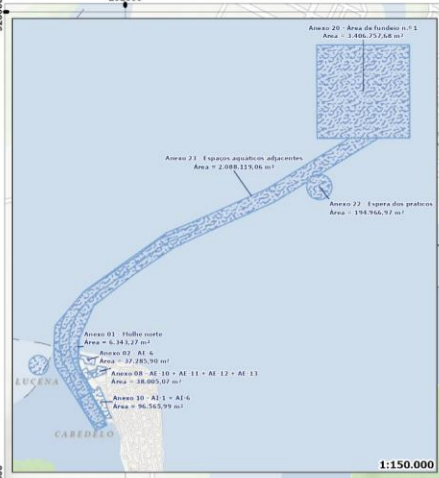 Anexo 20 - Área de fundeio n.º 1
Área = 3.406.757,68 m²
Anexo 23 - Espaços aquáticos adjacentes
Área = 2.088.119,06 m²
Anexo 22 - Espera dos práticos
Área = 194.966,97 m²
Anexo 01 - Molhe norte
Área = 6.343,27 m²
Anexo 02 - AE-6
Área = 37.285,90 m²
Anexo 08 - AE-10 + AE-11 + AE-12 + AE-13
Área = 38.005,07 m²
Anexo 10 - AI-1 + AI-6
Área = 96.565,99 m²
LUCENA
CABEDELO
1:150.000